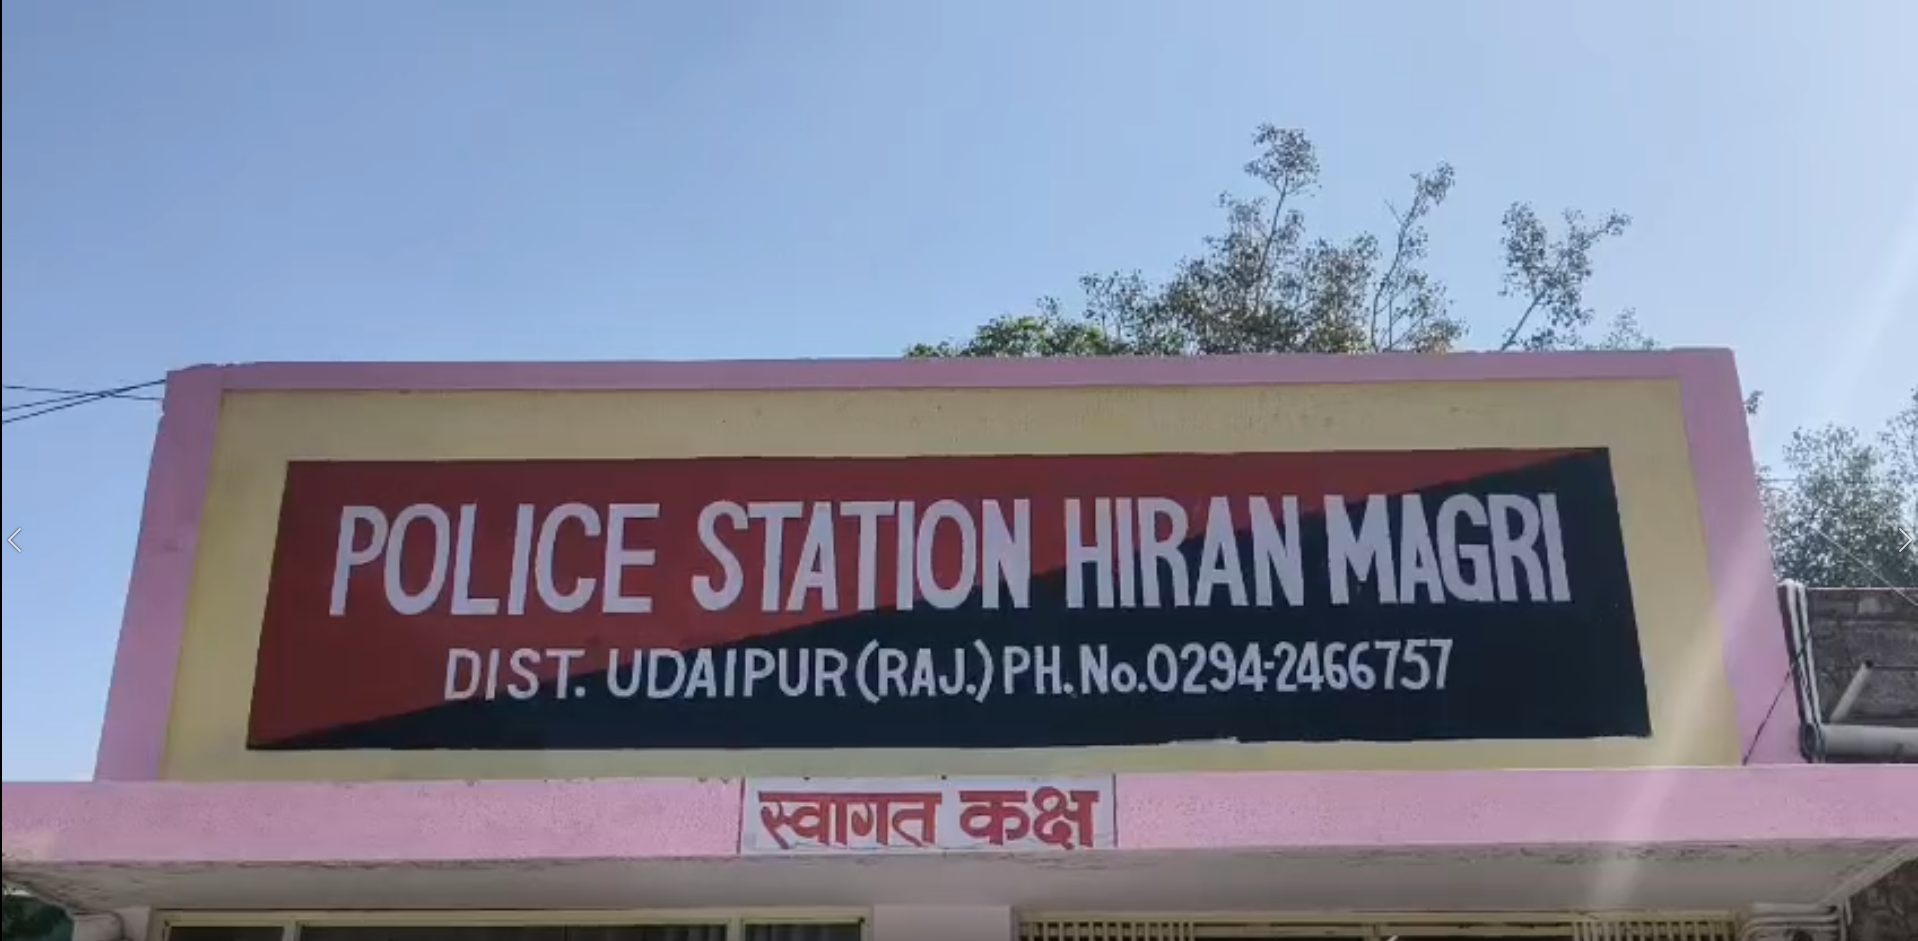 POLICE STATION HIRAN MAGRI
DIST. UDAIPUR (RAJ.) PH. No. 0294-2466757
स्वागत कक्ष